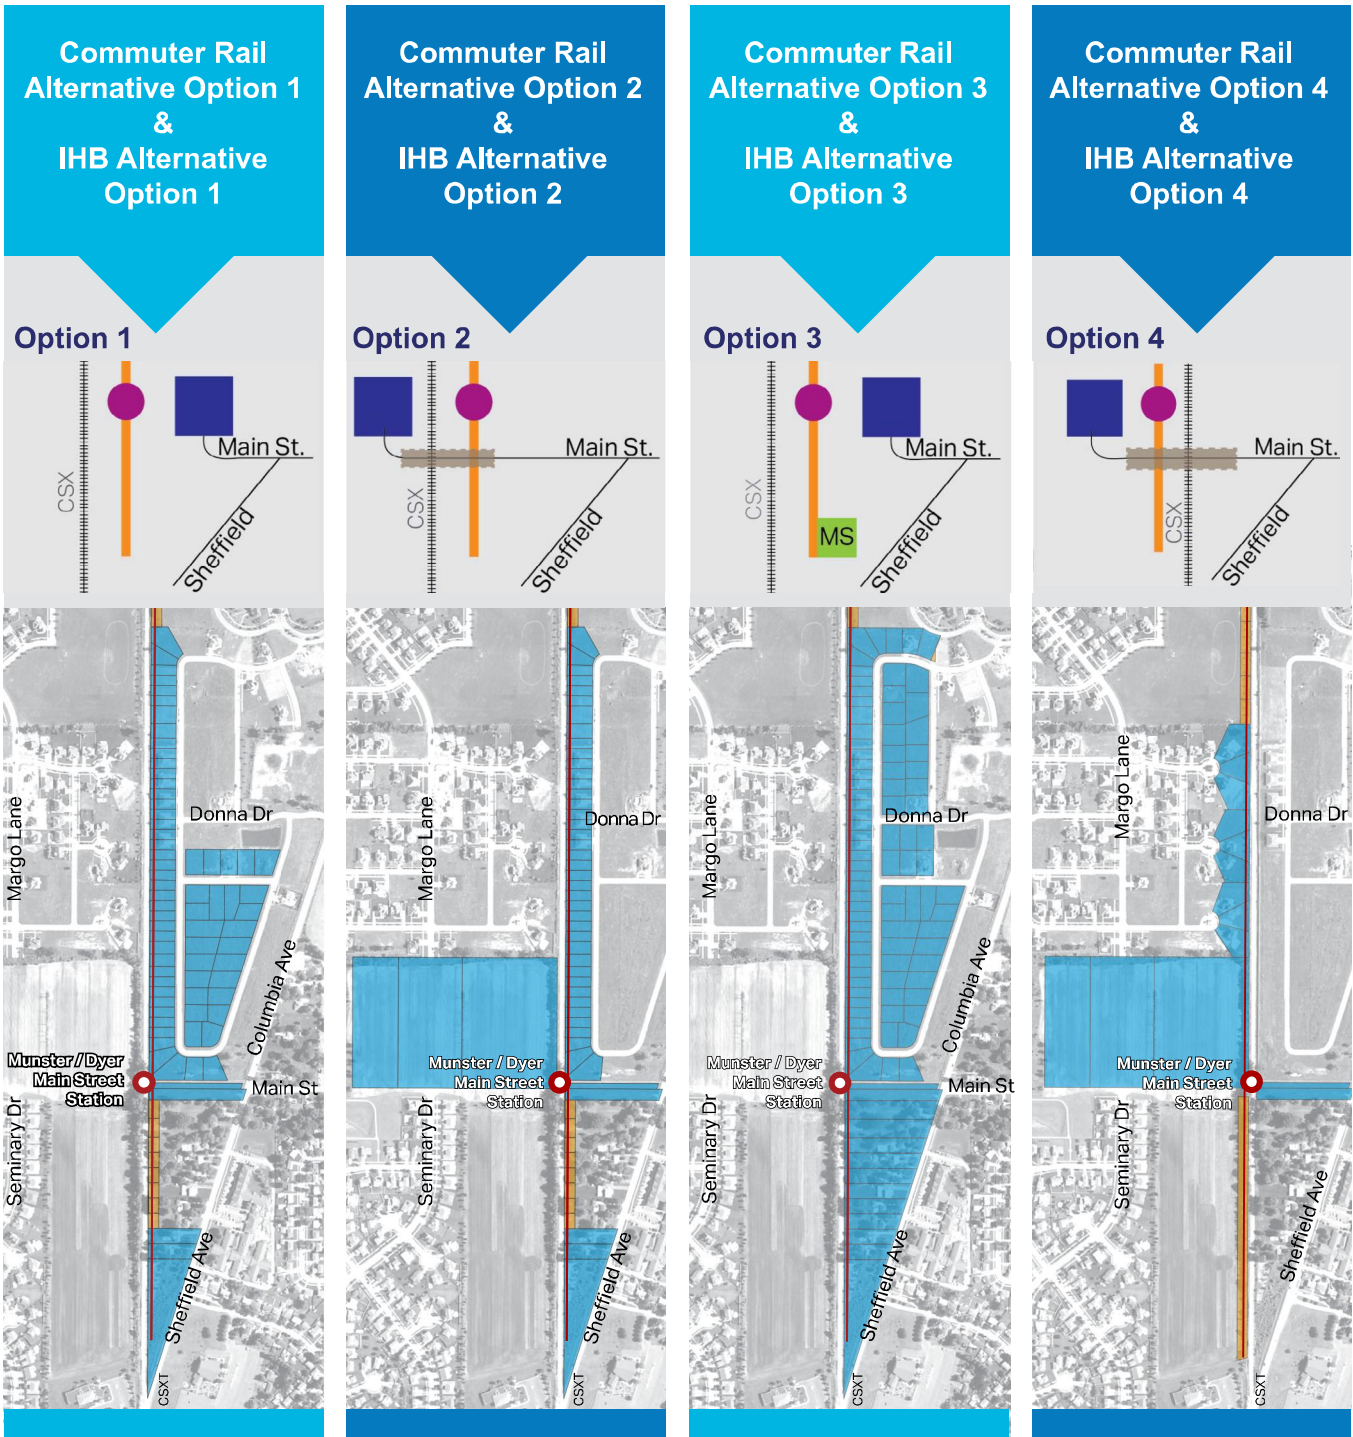 Commuter Rail
Alternative Option 1
&
IHB Alternative
Option 1
Option 1
CSX
Main St.
Sheffield
Margo Lane
Donna Dr
Columbia Ave
Munster / Dyer
Main Street
Station
Main St
Seminary Dr
Sheffield Ave
CSXT
Commuter Rail
Alternative Option 2
&
IHB Alternative
Option 2
Option 2
CSX
Main St.
Sheffield
Margo Lane
Donna Dr
Munster / Dyer
Main Street
Station
Seminary Dr
Sheffield Ave
CSXT
Commuter Rail
Alternative Option 3
&
IHB Alternative
Option 3
Option 3
CSX
Main St.
MS
Sheffield
Margo Lane
Donna Dr
Columbia Ave
Munster / Dyer
Main Street
Station
Main St
Seminary Dr
Sheffield Ave
CSXT
Commuter Rail
Alternative Option 4
&
IHB Alternative
Option 4
Option 4
Main St.
CSX
Sheffield
Margo Lane
Donna Dr
Munster / Dyer
Main Street
Station
Seminary Dr
Sheffield Ave
CSXT